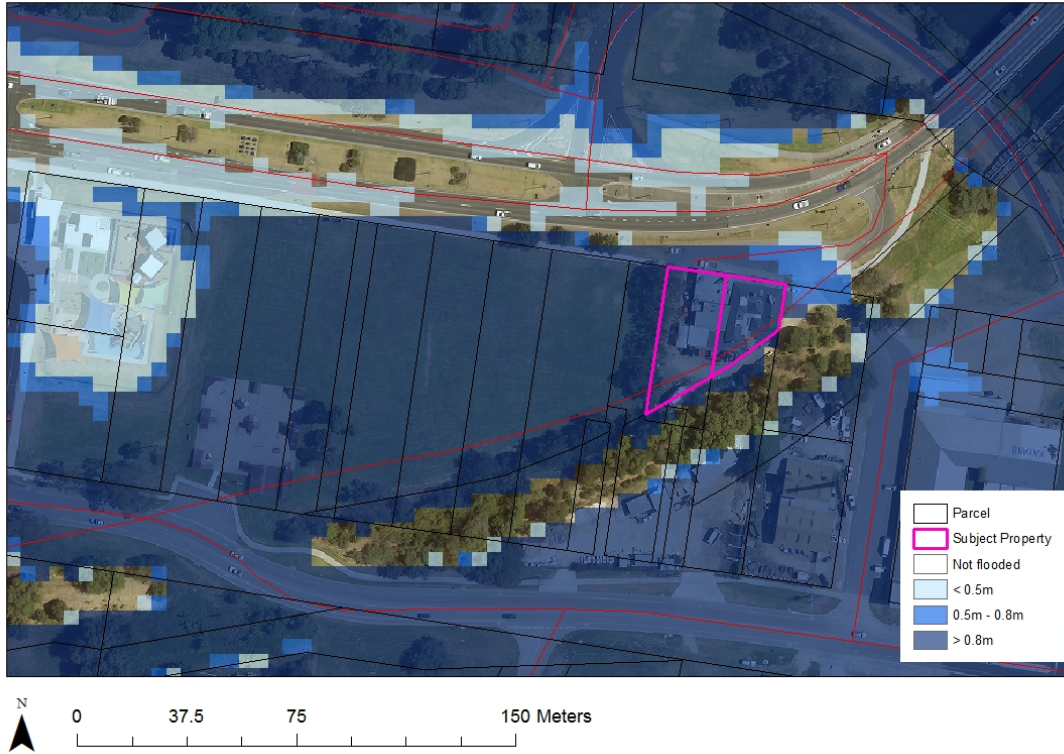 KAYAKS
Parcel
Subject Property
Not flooded
< 0.5m
0.5m - 0.8m
> 0.8m
N
0 37.5 75 150 Meters